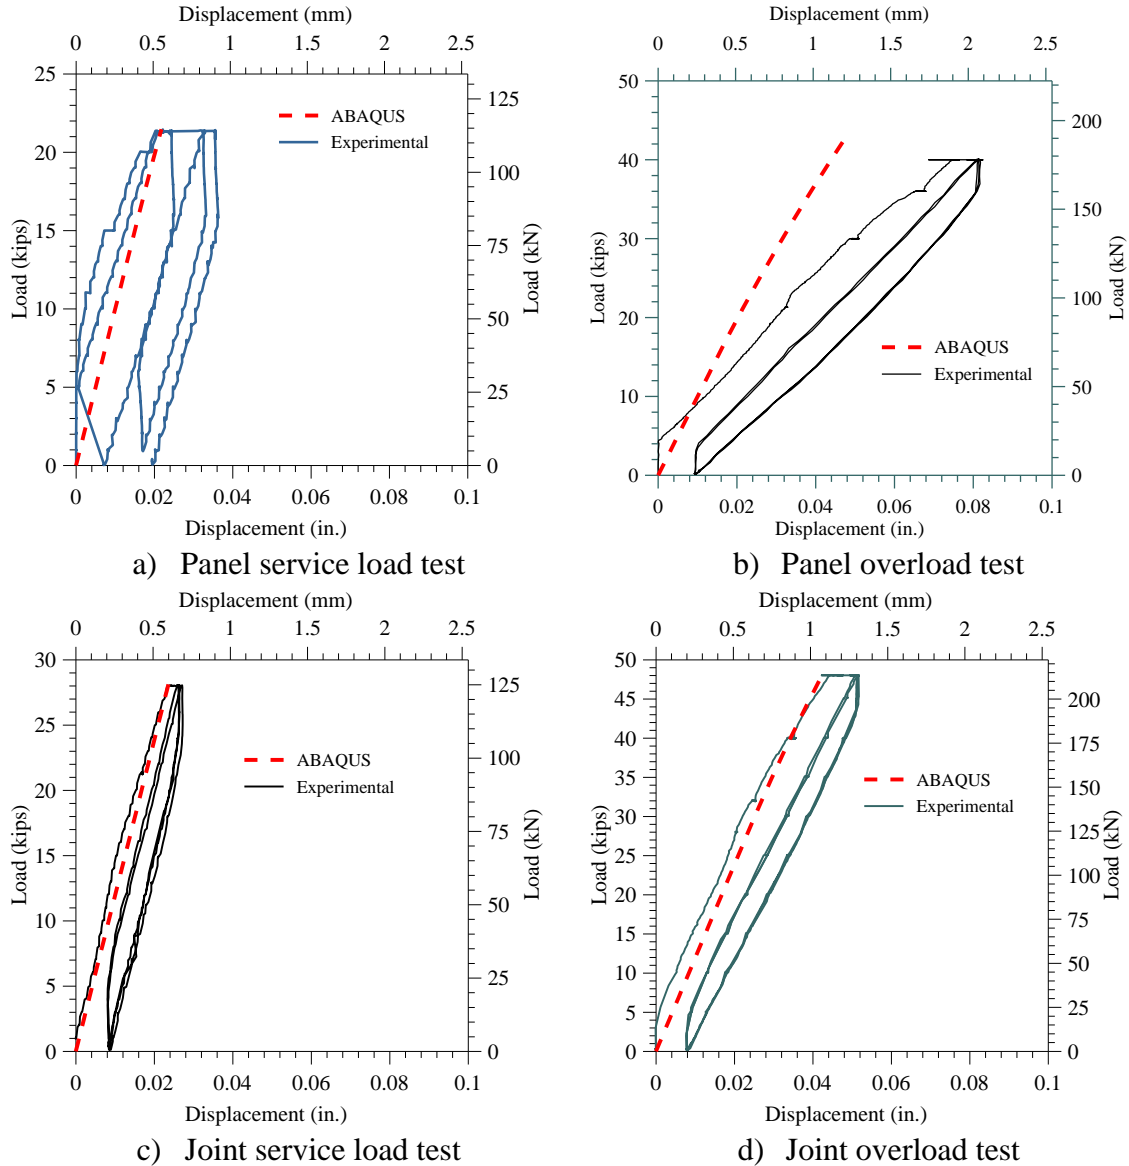 Displacement (mm)
0 0.5 1 1.5 2 2.5
25
20
15
10
5
0
Load (kips)
125
100
75
50
25
0
Load (kN)
ABAQUS
Experimental
0 0.02 0.04 0.06 0.08 0.1
Displacement (in.)
a) Panel service load test
Displacement (mm)
0 0.5 1 1.5 2 2.5
50
40
30
20
10
0
Load (kips)
200
150
100
50
0
Load (kN)
ABAQUS
Experimental
0 0.02 0.04 0.06 0.08 0.1
Displacement (in.)
b) Panel overload test
Displacement (mm)
0 0.5 1 1.5 2 2.5
30
25
20
15
10
5
0
Load (kips)
125
100
75
50
25
0
Load (kN)
ABAQUS
Experimental
0 0.02 0.04 0.06 0.08 0.1
Displacement (in.)
c) Joint service load test
Displacement (mm)
0 0.5 1 1.5 2 2.5
50
45
40
35
30
25
20
15
10
5
0
Load (kips)
200
175
150
125
100
75
50
25
0
Load (kN)
ABAQUS
Experimental
0 0.02 0.04 0.06 0.08 0.1
Displacement (in.)
d) Joint overload test